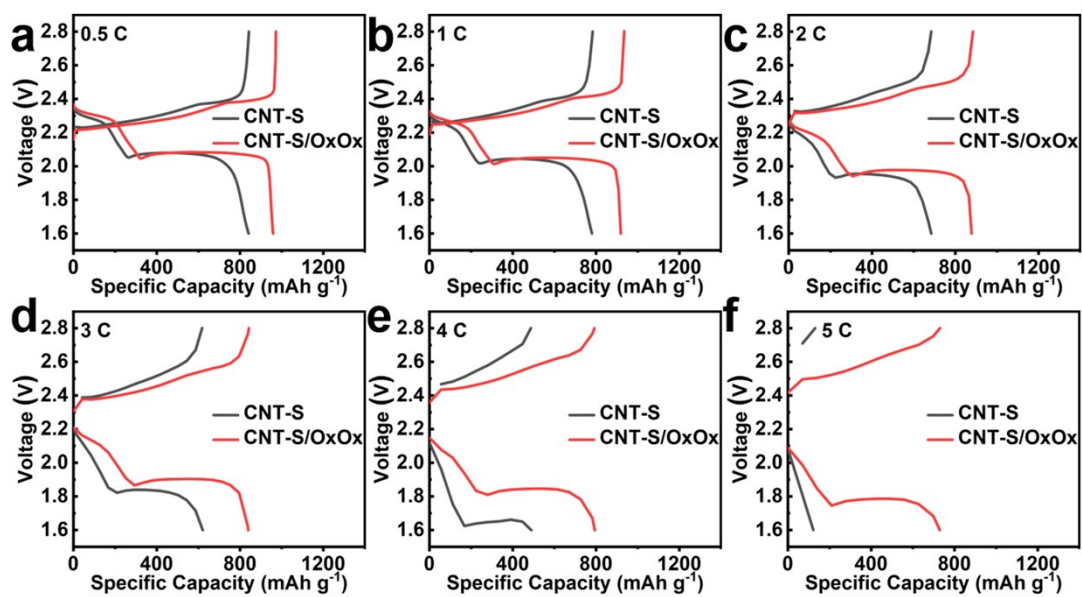 a
0.5 C
2.8
2.6
2.4
2.2
2.0
1.8
1.6
Voltage (V)
CNT-S
CNT-S/OxOx
0 400 800 1200
Specific Capacity (mAh g⁻¹)
b
1 C
2.8
2.6
2.4
2.2
2.0
1.8
1.6
Voltage (V)
CNT-S
CNT-S/OxOx
0 400 800 1200
Specific Capacity (mAh g⁻¹)
c
2 C
2.8
2.6
2.4
2.2
2.0
1.8
1.6
Voltage (V)
CNT-S
CNT-S/OxOx
0 400 800 1200
Specific Capacity (mAh g⁻¹)
d
3 C
2.8
2.6
2.4
2.2
2.0
1.8
1.6
Voltage (V)
CNT-S
CNT-S/OxOx
0 400 800 1200
Specific Capacity (mAh g⁻¹)
e
4 C
2.8
2.6
2.4
2.2
2.0
1.8
1.6
Voltage (V)
CNT-S
CNT-S/OxOx
0 400 800 1200
Specific Capacity (mAh g⁻¹)
f
5 C
2.8
2.6
2.4
2.2
2.0
1.8
1.6
Voltage (V)
CNT-S
CNT-S/OxOx
0 400 800 1200
Specific Capacity (mAh g⁻¹)